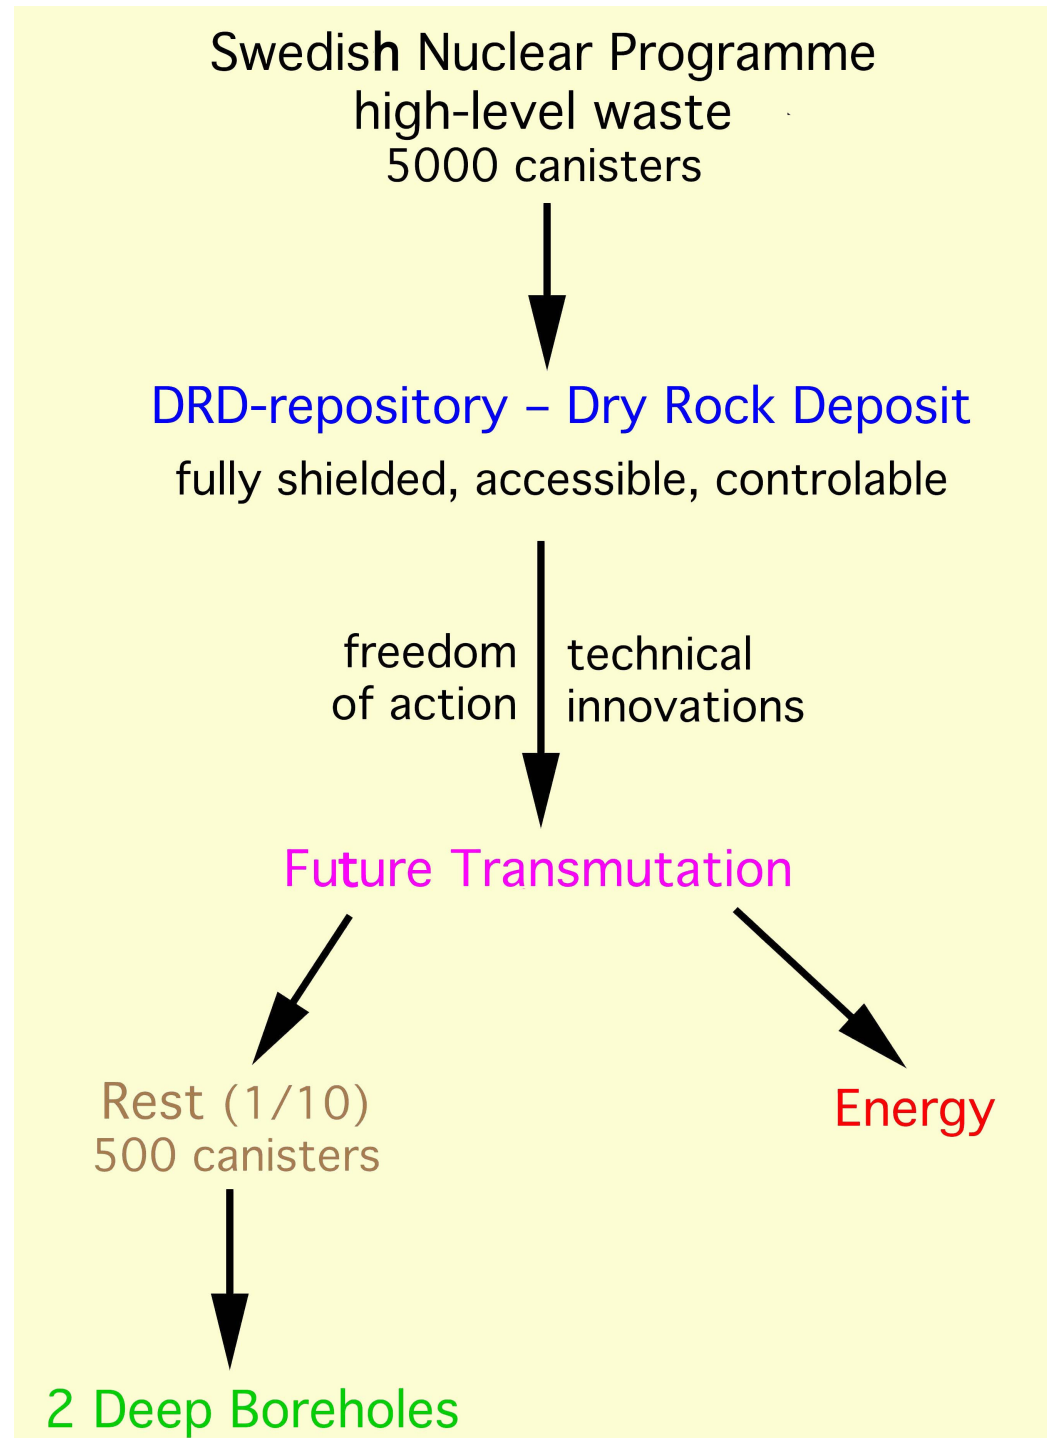 Swedish Nuclear Programme
high-level waste
5000 canisters
DRD-repository – Dry Rock Deposit
fully shielded, accessible, controlable
freedom
of action
technical
innovations
Future Transmutation
Rest (1/10)
500 canisters
Energy
2 Deep Boreholes